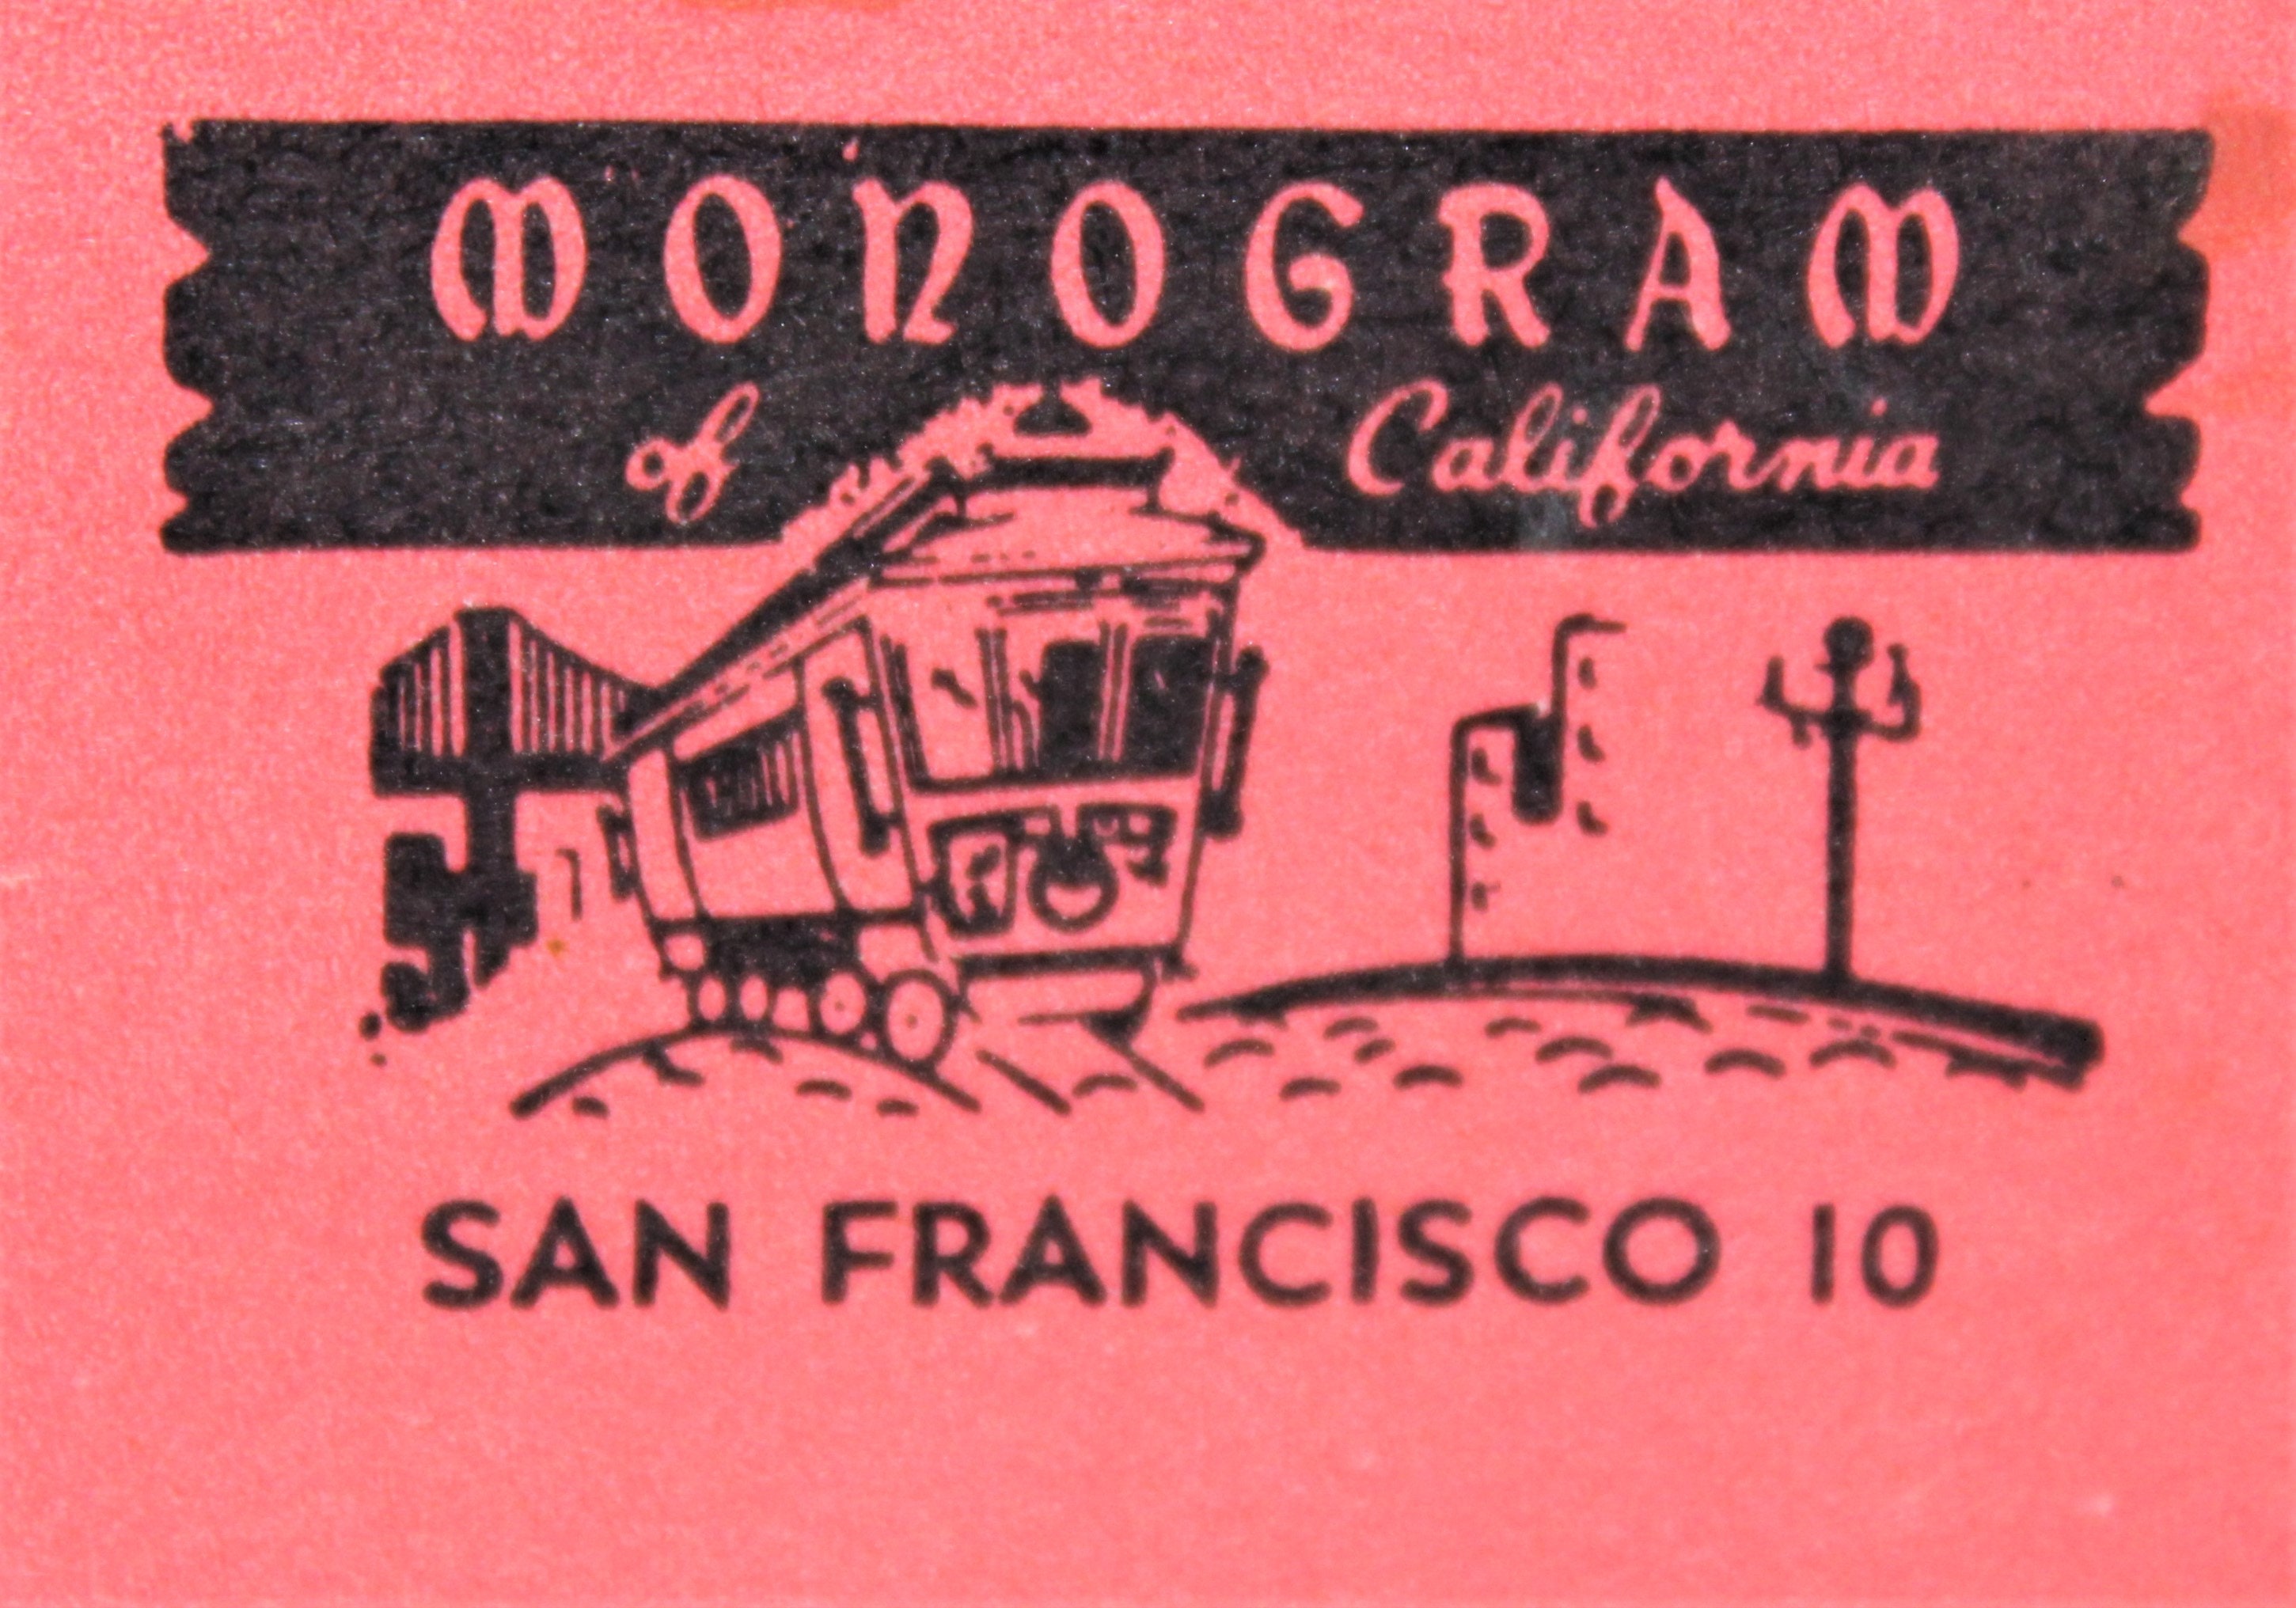 MONOGRAM
of California
SAN FRANCISCO 10